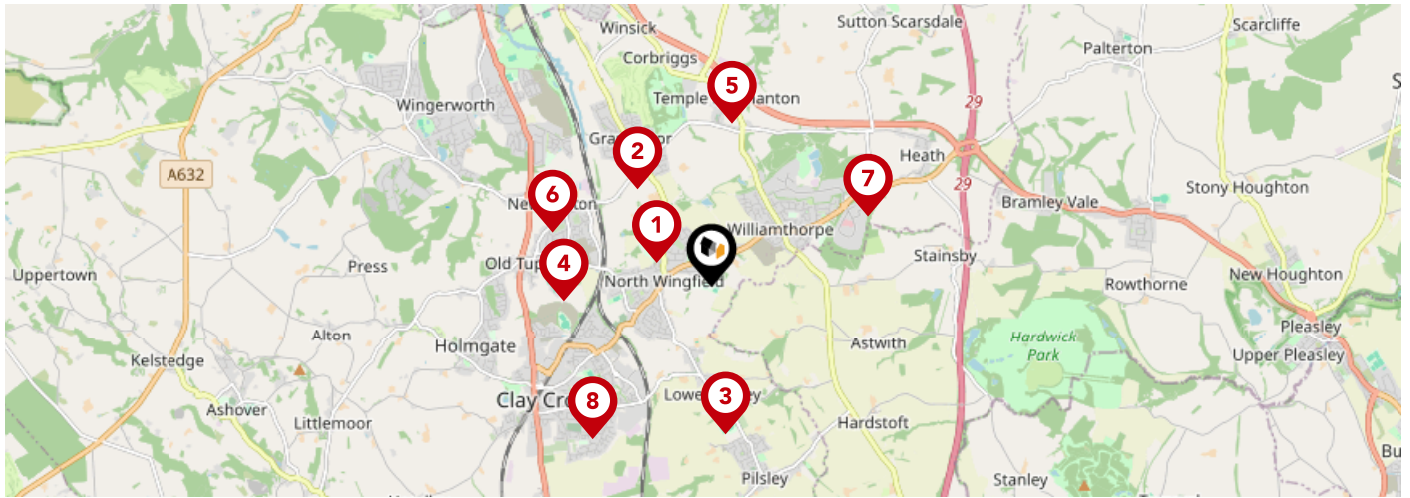 Sutton Scarsdale
Scarcliffe
Winsick
Palterton
Corbriggs
5
Temple
anton
29
Wingerworth
2
Heath
A632
7
29
Stony Houghton
6
Bramley Vale
1
Williamthorpe
Stainsby
Old Tup
4
Press
Uppertown
North Wingfield
New Houghton
Rowthorne
Pleasley
Alton
Hardwick
Park
Holmgate
Astwith
Upper Pleasley
Kelstedge
Clay Cr
8
3
Ashover
Littlemoor
Hardstoft
Pilsley
Stanley